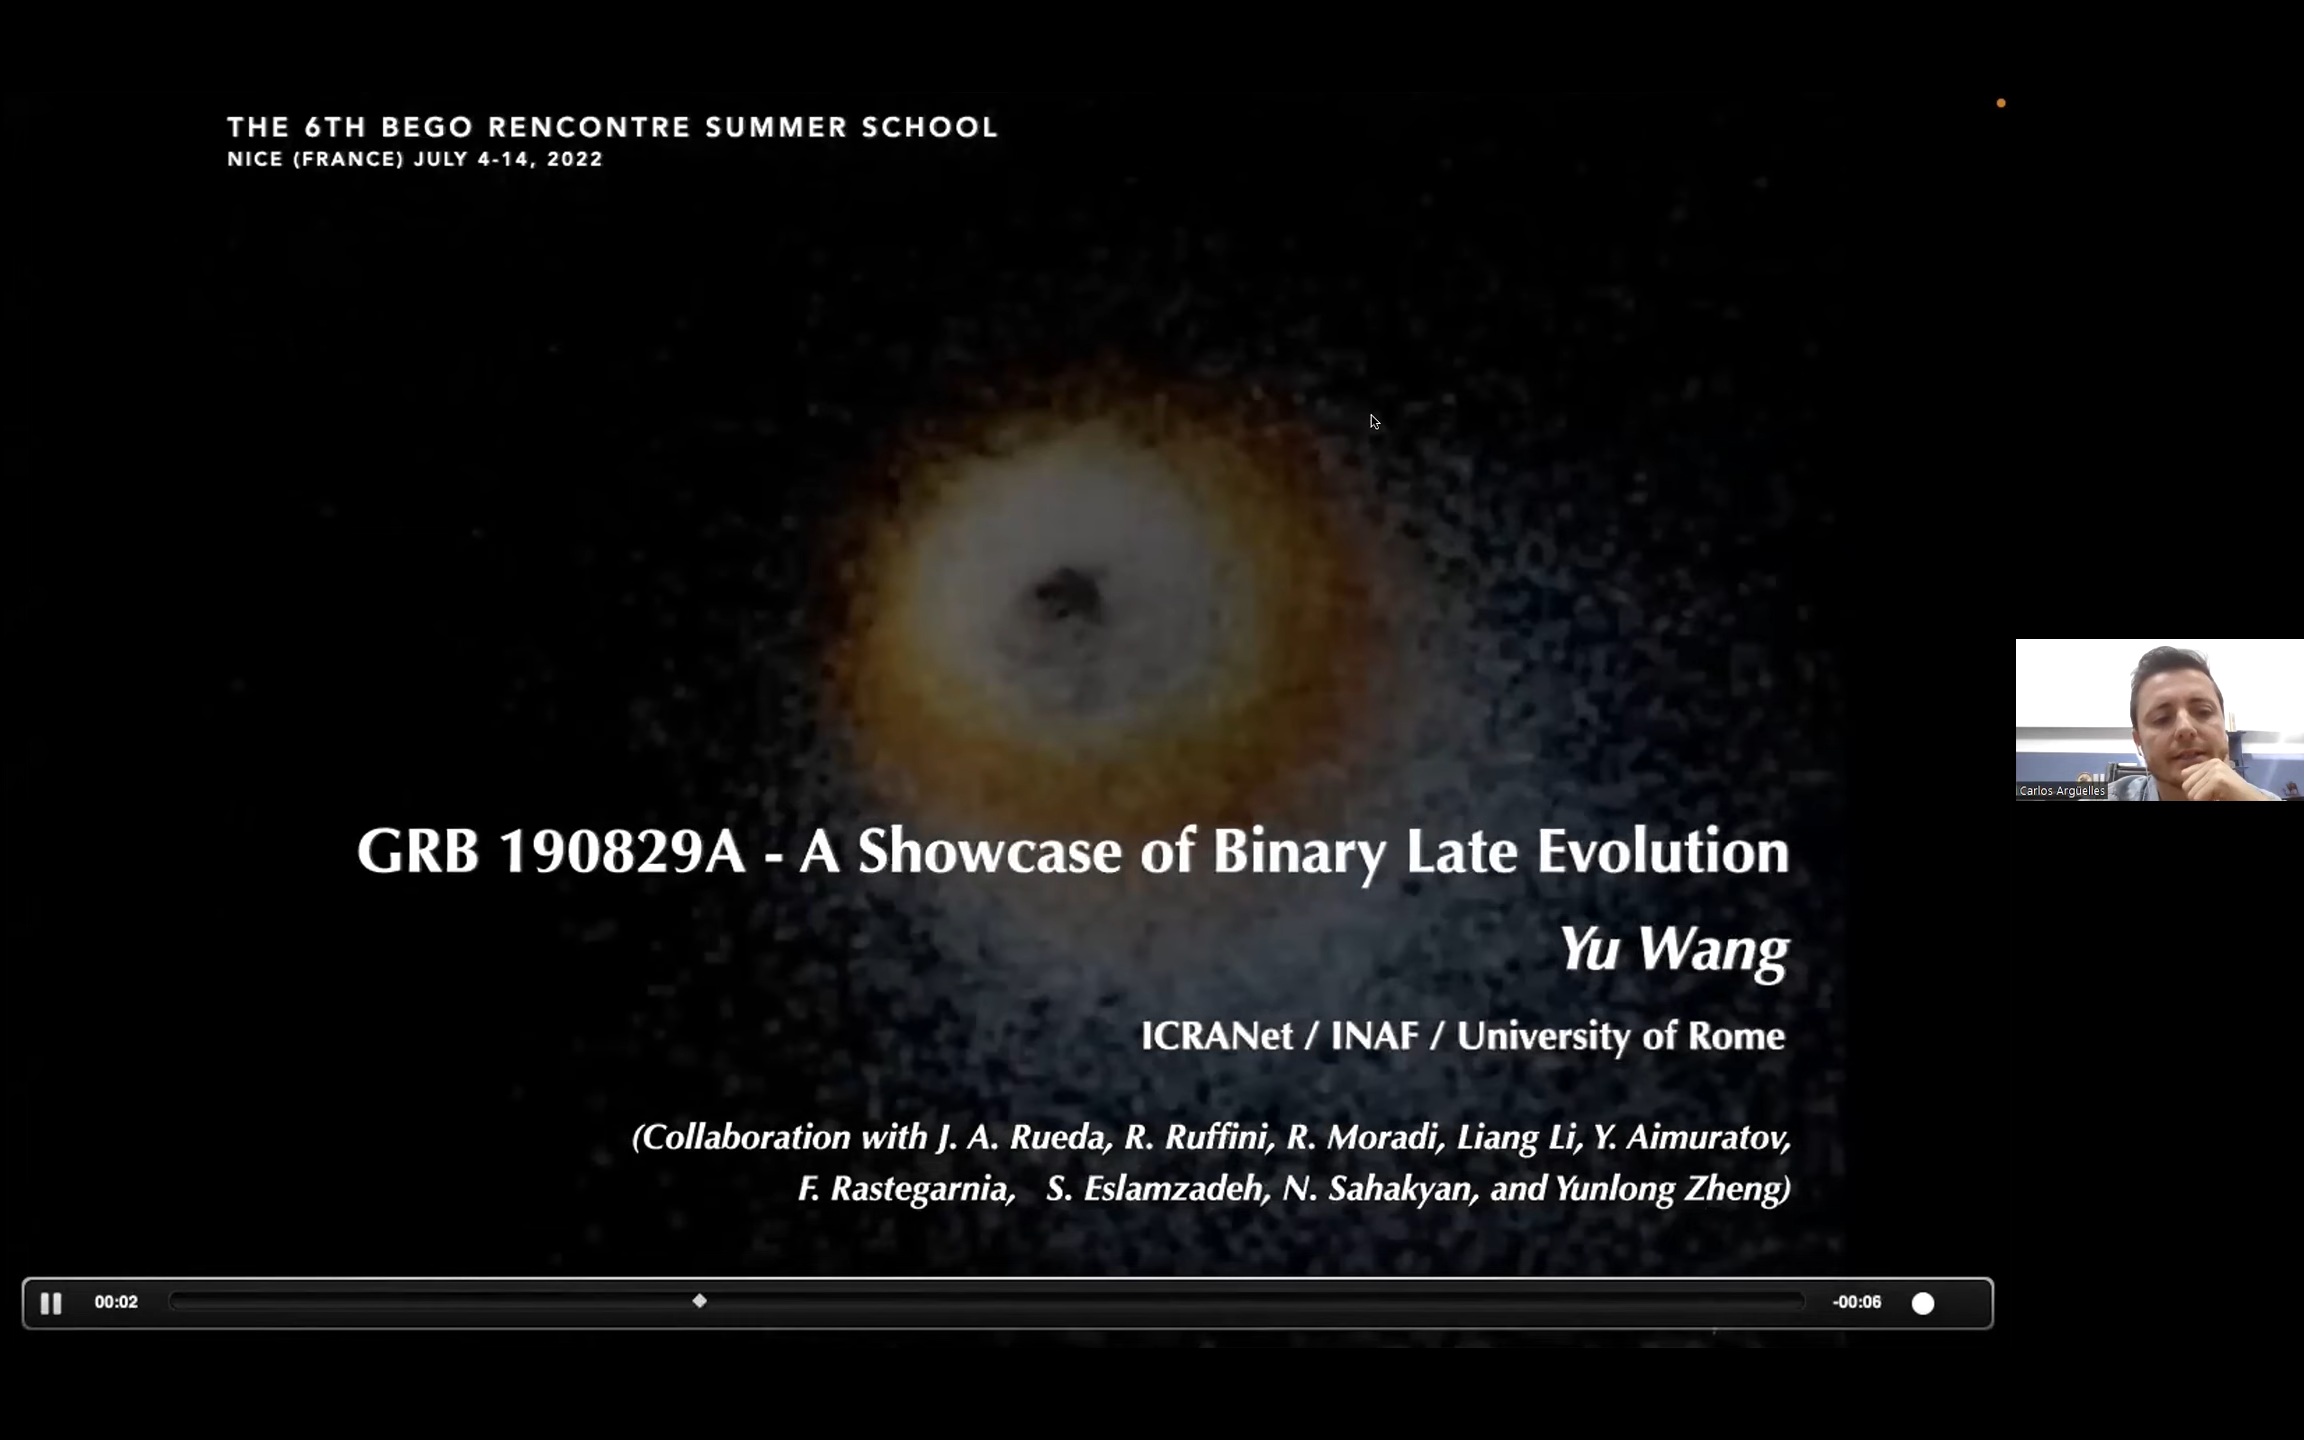 THE 6TH BEGO RENCONTRE SUMMER SCHOOL
NICE (FRANCE) JULY 4-14, 2022
Carlos Argüelles
GRB 190829A - A Showcase of Binary Late Evolution
Yu Wang
ICRANet / INAF / University of Rome
(Collaboration with J. A. Rueda, R. Ruffini, R. Moradi, Liang Li, Y. Aimuratov,
F. Rastegarnia, S. Eslamzadeh, N. Sahakyan, and Yunlong Zheng)
00:02 -00:06